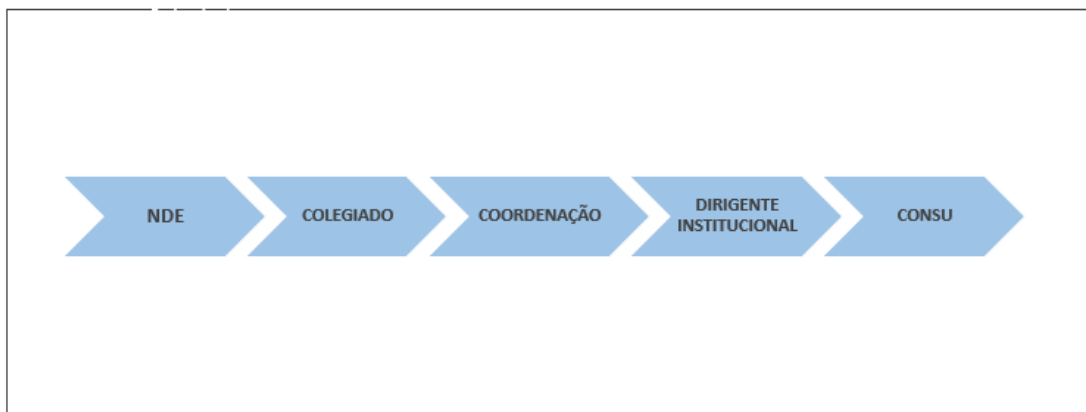 NDE
COLEGIADO
COORDENAÇÃO
DIRIGENTE
INSTITUCIONAL
CONSU